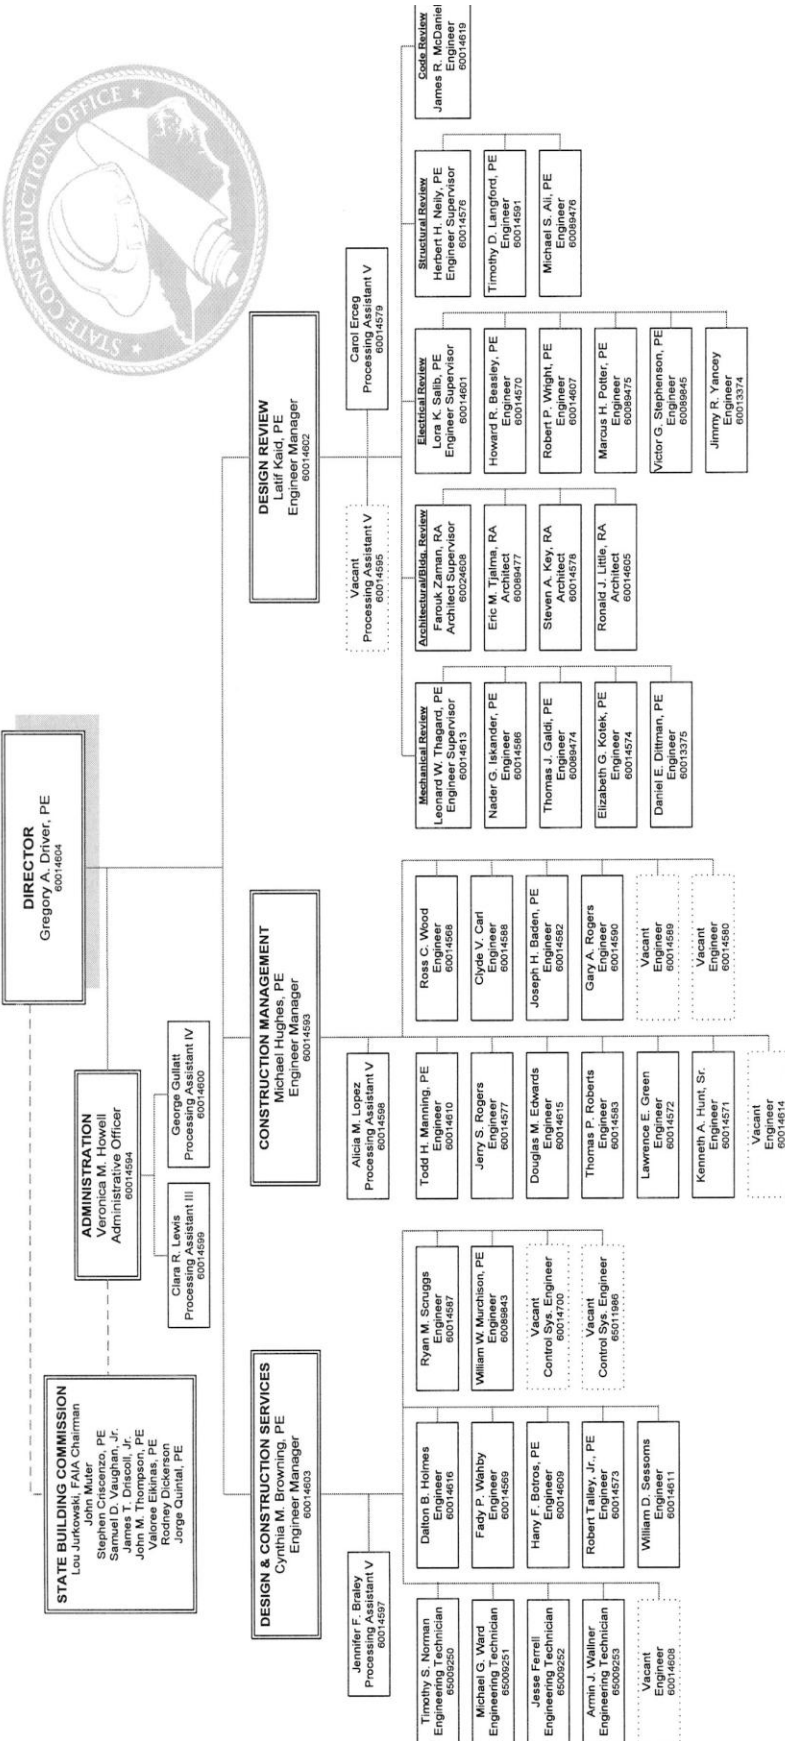 STATE CONSTRUCTION OFFICE
DIRECTOR
Gregory A. Driver, PE
60014604
STATE BUILDING COMMISSION
Lou Jurkowski, FAIA Chairman
John Muter
Stephen Criscenzo, PE
Samuel D. Vaughan, Jr.
James T. Driscoll, Jr.
John M. Thompson, PE
Valoree Eikinas, PE
Rodney Dickerson
Jorge Quintal, PE
ADMINISTRATION
Veronica M. Howell
Administrative Officer
60014594
Clara R. Lewis
Processing Assistant III
60014599
George Gullatt
Processing Assistant IV
60014600
DESIGN & CONSTRUCTION SERVICES
Cynthia M. Browning, PE
Engineer Manager
60014603
Jennifer F. Braley
Processing Assistant V
60014597
Timothy S. Norman
Engineering Technician
65009250
Michael G. Ward
Engineering Technician
65009251
Jesse Ferrell
Engineering Technician
65009252
Armin J. Wallner
Engineering Technician
65009253
Vacant
Engineer
60014608
Dalton B. Holmes
Engineer
60014616
Fady P. Wahby
Engineer
60014569
Hany F. Botros, PE
Engineer
60014609
Robert Talley, Jr., PE
Engineer
60014573
William D. Sessoms
Engineer
60014611
Ryan M. Scruggs
Engineer
60014587
William W. Murchison, PE
Engineer
60089843
Vacant
Control Sys. Engineer
60014700
Vacant
Control Sys. Engineer
65011986
CONSTRUCTION MANAGEMENT
Michael Hughes, PE
Engineer Manager
60014593
Alicia M. Lopez
Processing Assistant V
60014598
Todd H. Manning, PE
Engineer
60014610
Jerry S. Rogers
Engineer
60014577
Douglas M. Edwards
Engineer
60014615
Thomas P. Roberts
Engineer
60014583
Lawrence E. Green
Engineer
60014572
Kenneth A. Hunt, Sr.
Engineer
60014571
Vacant
Engineer
60014614
Ross C. Wood
Engineer
60014568
Clyde V. Carl
Engineer
60014588
Joseph H. Baden, PE
Engineer
60014582
Gary A. Rogers
Engineer
60014590
Vacant
Engineer
60014589
Vacant
Engineer
60014580
DESIGN REVIEW
Latif Kaid, PE
Engineer Manager
60014602
Vacant
Processing Assistant V
60014595
Carol Erceg
Processing Assistant V
60014579
Mechanical Review
Leonard W. Thagard, PE
Engineer Supervisor
60014613
Nader G. Iskander, PE
Engineer
60014586
Thomas J. Galdi, PE
Engineer
60089474
Elizabeth G. Kotek, PE
Engineer
60014574
Daniel E. Dittman, PE
Engineer
60013375
Architectural/Bldg. Review
Farouk Zaman, RA
Architect Supervisor
60024608
Eric M. Tjalma, RA
Architect
60089477
Steven A. Key, RA
Architect
60014578
Ronald J. Little, RA
Architect
60014605
Electrical Review
Lora K. Salib, PE
Engineer Supervisor
60014601
Howard R. Beasley, PE
Engineer
60014570
Robert P. Wright, PE
Engineer
60014607
Marcus H. Potter, PE
Engineer
60089475
Victor G. Stephenson, PE
Engineer
60089845
Jimmy R. Yancey
Engineer
60013374
Structural Review
Herbert H. Neily, PE
Engineer Supervisor
60014576
Timothy D. Langford, PE
Engineer
60014591
Michael S. Ali, PE
Engineer
60089476
Code Review
James R. McDaniel
Engineer
60014619